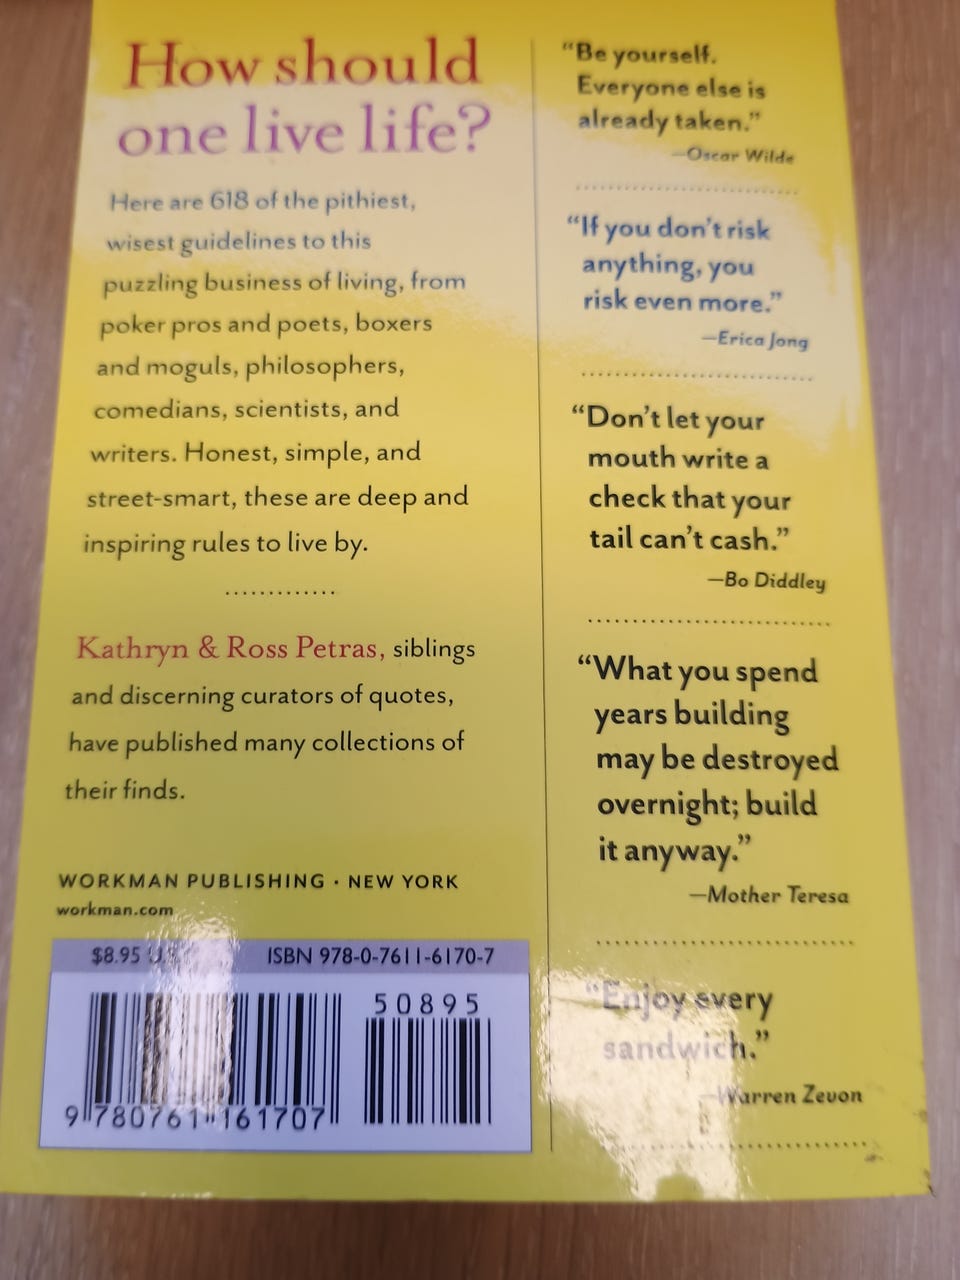 How should
one live life?
Here are 618 of the pithiest,
wisest guidelines to this
puzzling business of living, from
poker pros and poets, boxers
and moguls, philosophers,
comedians, scientists, and
writers. Honest, simple, and
street-smart, these are deep and
inspiring rules to live by.
Kathryn & Ross Petras, siblings
and discerning curators of quotes,
have published many collections of
their finds.
WORKMAN PUBLISHING · NEW YORK
workman.com
$8.95 ISBN 978-0-7611-6170-7
50895
9 780761 161707
“Be yourself.
Everyone else is
already taken.”
—Oscar Wilde
“If you don’t risk
anything, you
risk even more.”
—Erica Jong
“Don’t let your
mouth write a
check that your
tail can’t cash.”
—Bo Diddley
“What you spend
years building
may be destroyed
overnight; build
it anyway.”
—Mother Teresa
“Enjoy every
sandwich.”
—Warren Zevon